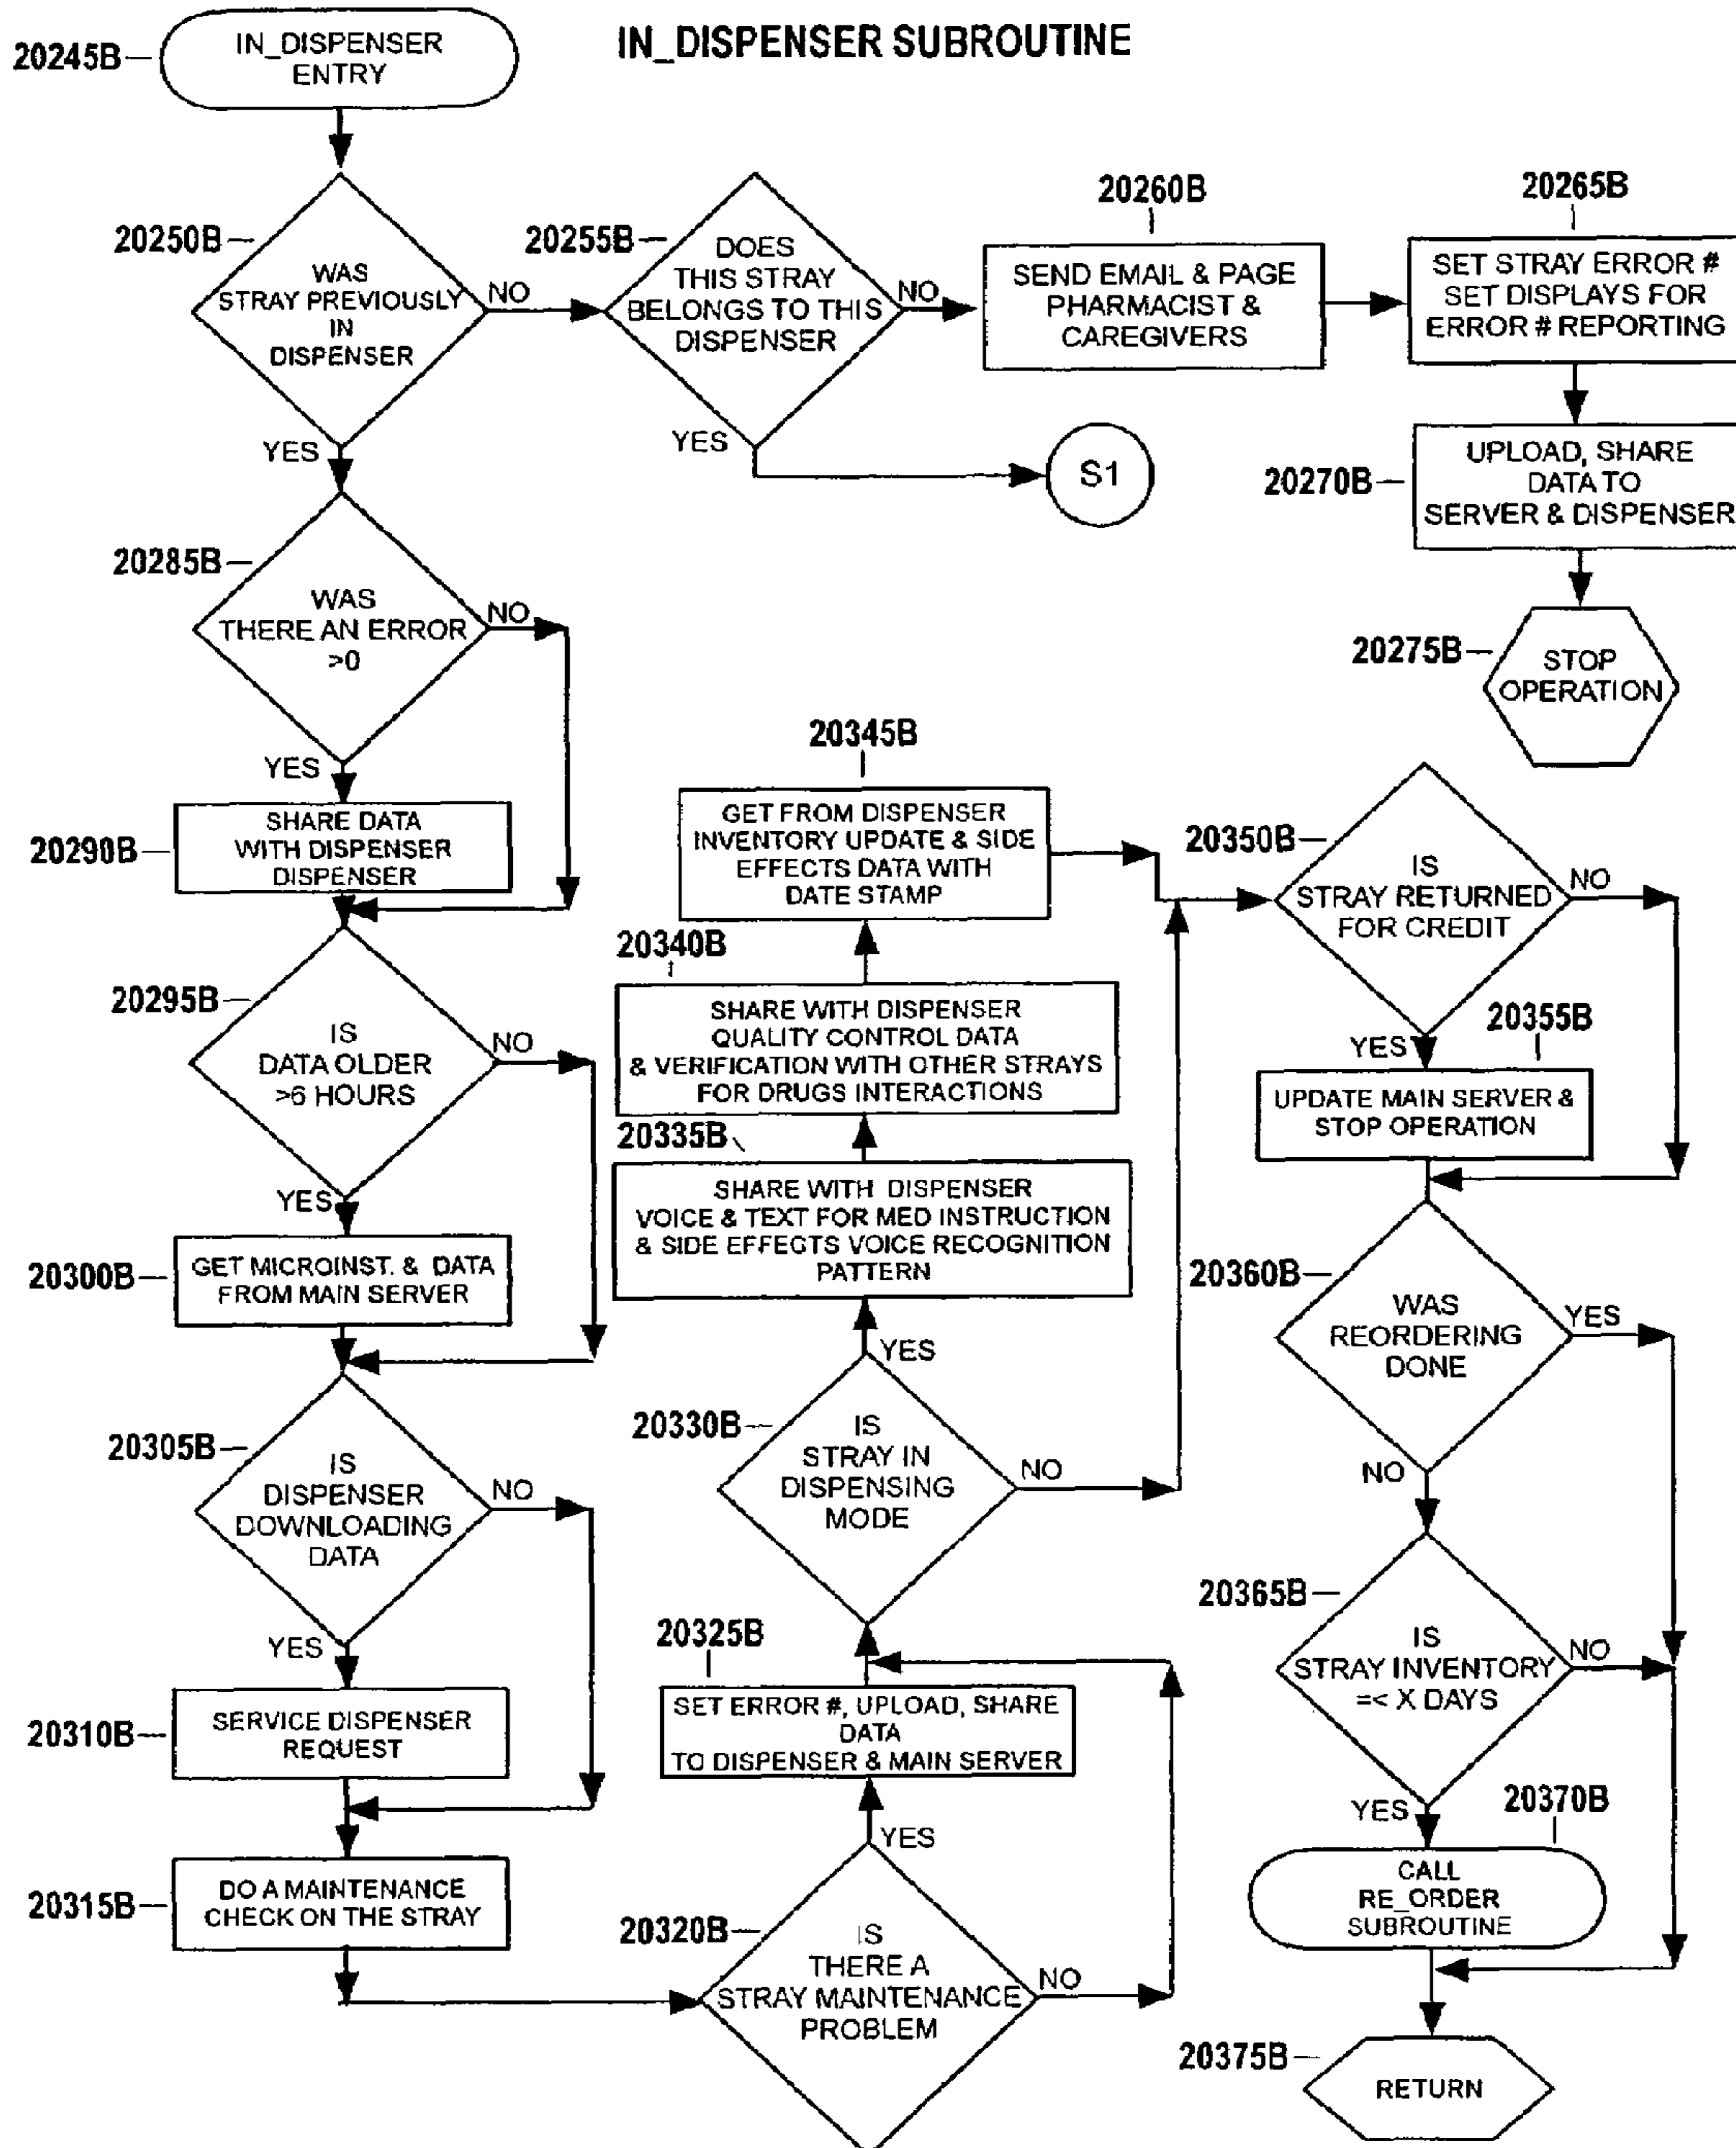 IN_DISPENSER SUBROUTINE
20245B
IN_DISPENSER
ENTRY
20250B
WAS
STRAY PREVIOUSLY
IN
DISPENSER
NO
YES
20255B
DOES
THIS STRAY
BELONGS TO THIS
DISPENSER
NO
YES
S1
20260B
SEND EMAIL & PAGE
PHARMACIST &
CAREGIVERS
20265B
SET STRAY ERROR #
SET DISPLAYS FOR
ERROR # REPORTING
20270B
UPLOAD, SHARE
DATA TO
SERVER & DISPENSER
20275B
STOP
OPERATION
20285B
WAS
THERE AN ERROR
>0
NO
YES
20290B
SHARE DATA
WITH DISPENSER
DISPENSER
20295B
IS
DATA OLDER
>6 HOURS
NO
YES
20300B
GET MICROINST. & DATA
FROM MAIN SERVER
20305B
IS
DISPENSER
DOWNLOADING
DATA
NO
YES
20310B
SERVICE DISPENSER
REQUEST
20315B
DO A MAINTENANCE
CHECK ON THE STRAY
20320B
IS
THERE A
STRAY MAINTENANCE
PROBLEM
NO
YES
20325B
SET ERROR #, UPLOAD, SHARE
DATA
TO DISPENSER & MAIN SERVER
20330B
IS
STRAY IN
DISPENSING
MODE
NO
YES
20335B
SHARE WITH DISPENSER
VOICE & TEXT FOR MED INSTRUCTION
& SIDE EFFECTS VOICE RECOGNITION
PATTERN
20340B
SHARE WITH DISPENSER
QUALITY CONTROL DATA
& VERIFICATION WITH OTHER STRAYS
FOR DRUGS INTERACTIONS
20345B
GET FROM DISPENSER
INVENTORY UPDATE & SIDE
EFFECTS DATA WITH
DATE STAMP
20350B
IS
STRAY RETURNED
FOR CREDIT
NO
YES
20355B
UPDATE MAIN SERVER &
STOP OPERATION
20360B
WAS
REORDERING
DONE
YES
NO
20365B
IS
STRAY INVENTORY
=< X DAYS
NO
YES
20370B
CALL
RE_ORDER
SUBROUTINE
20375B
RETURN